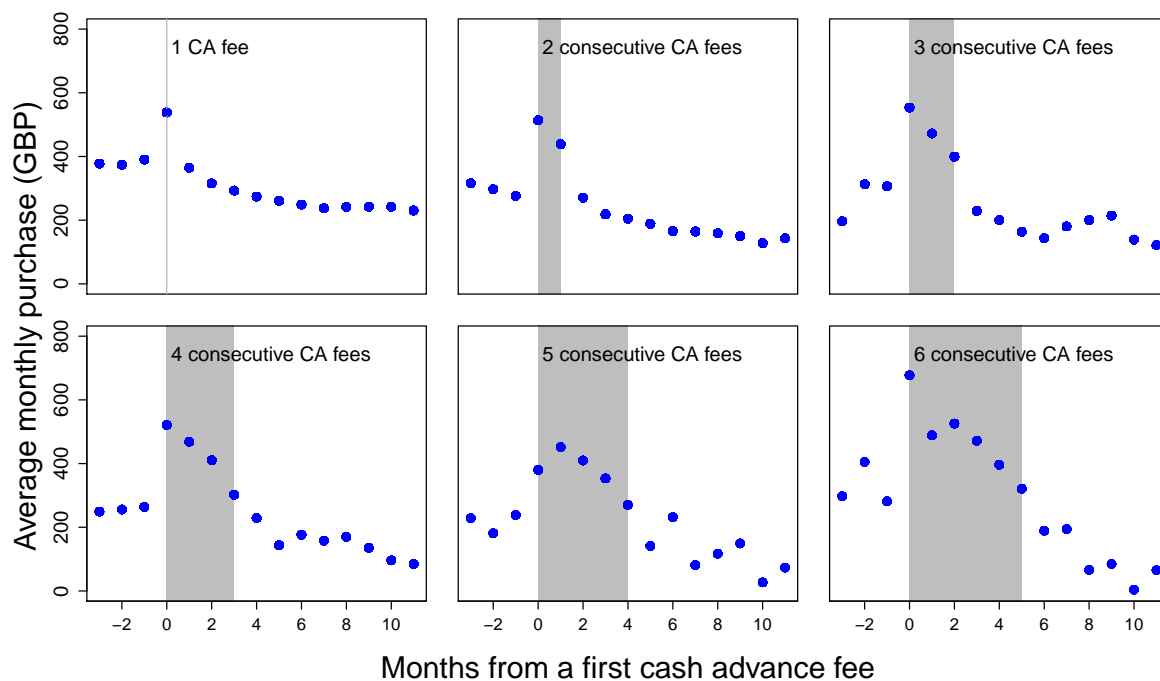 Average monthly purchase (GBP)
800
600
400
200
0
1 CA fee
2 consecutive CA fees
3 consecutive CA fees
800
600
400
200
0
4 consecutive CA fees
5 consecutive CA fees
6 consecutive CA fees
−2 0 2 4 6 8 10
−2 0 2 4 6 8 10
−2 0 2 4 6 8 10
Months from a first cash advance fee